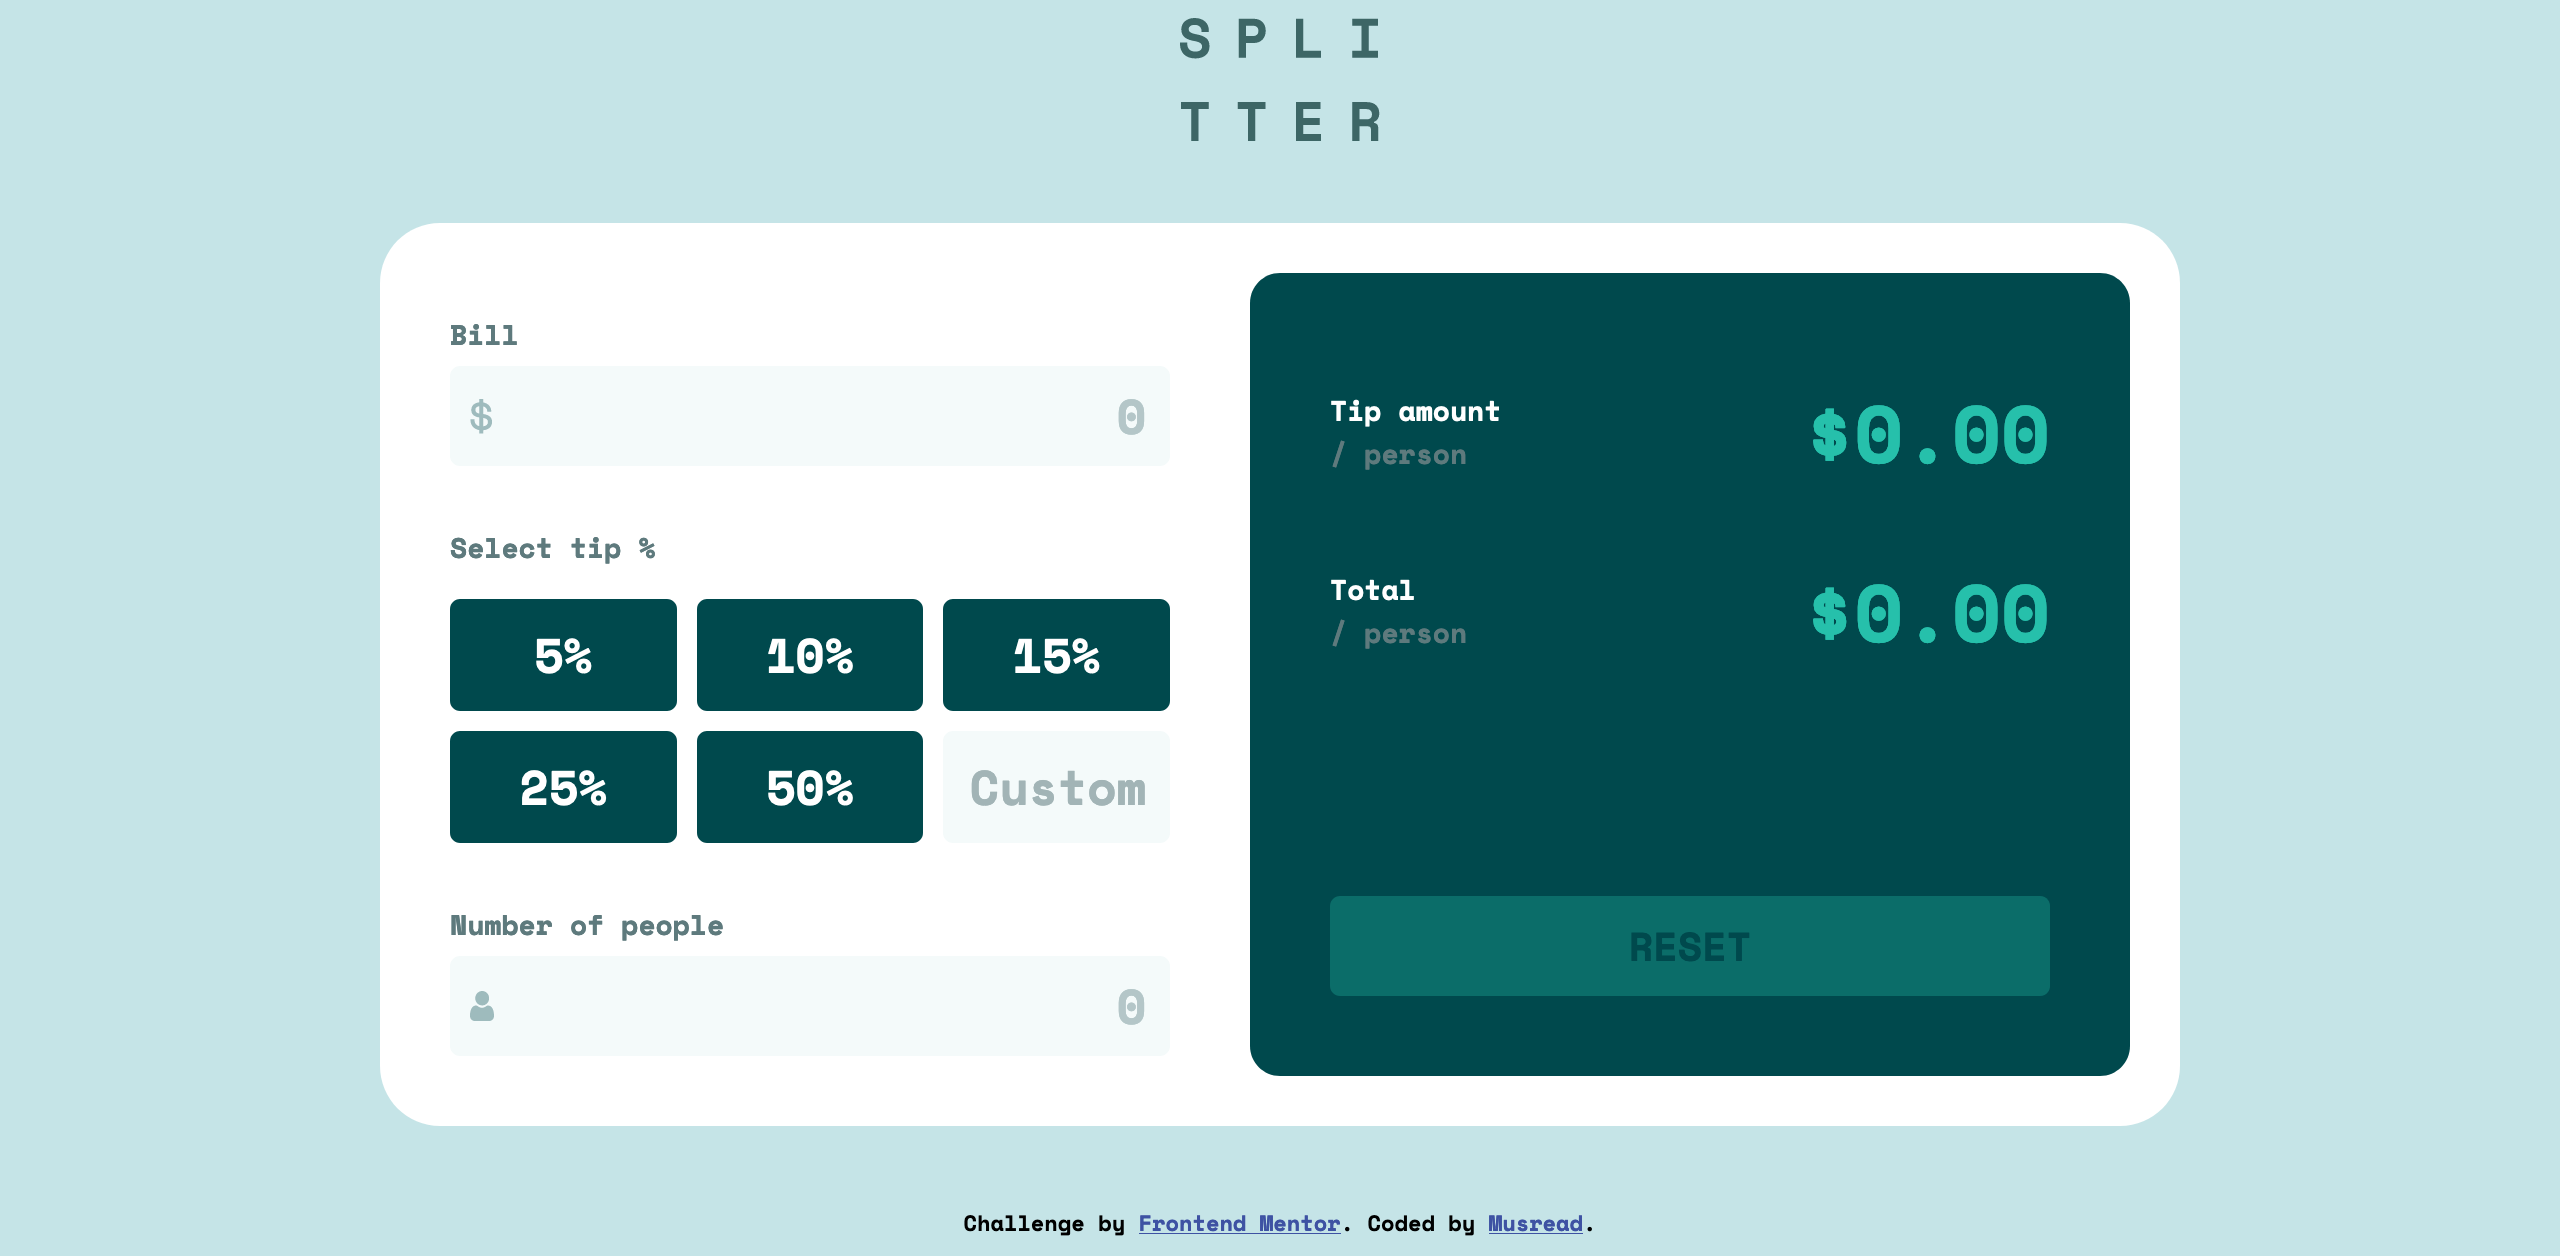 S P L I
T T E R
Bill
$ 0
Select tip %
5% 10% 15%
25% 50% Custom
Number of people
0
Tip amount
/ person
$0.00
Total
/ person
$0.00
RESET
Challenge by Frontend Mentor. Coded by Musread.